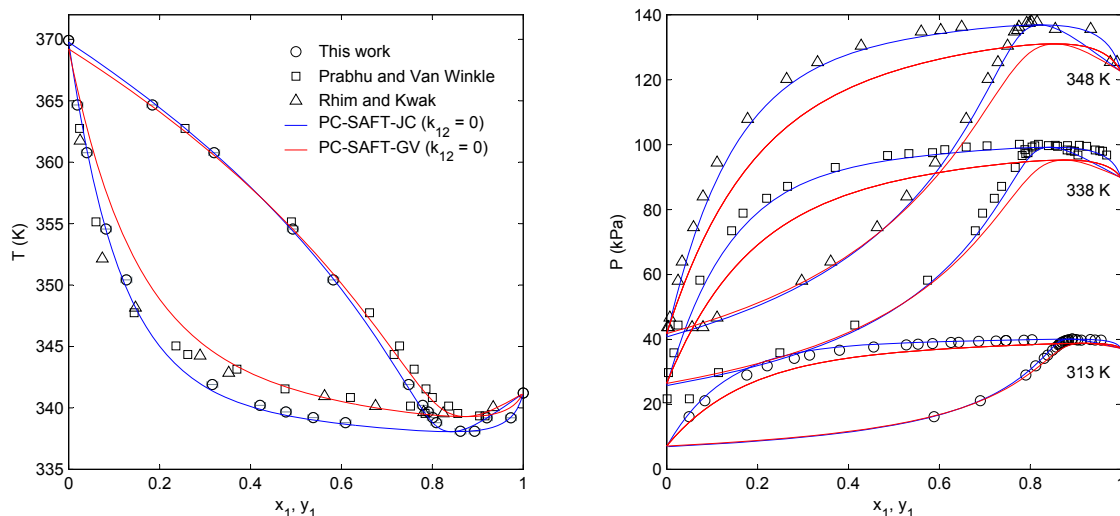 370
365
360
355
350
345
340
335
T (K)
0
0.2
0.4
0.6
0.8
1
x1, y1
This work
Prabhu and Van Winkle
Rhim and Kwak
PC-SAFT-JC (k12 = 0)
PC-SAFT-GV (k12 = 0)
140
120
100
80
60
40
20
0
P (kPa)
0
0.2
0.4
0.6
0.8
1
x1, y1
348 K
338 K
313 K